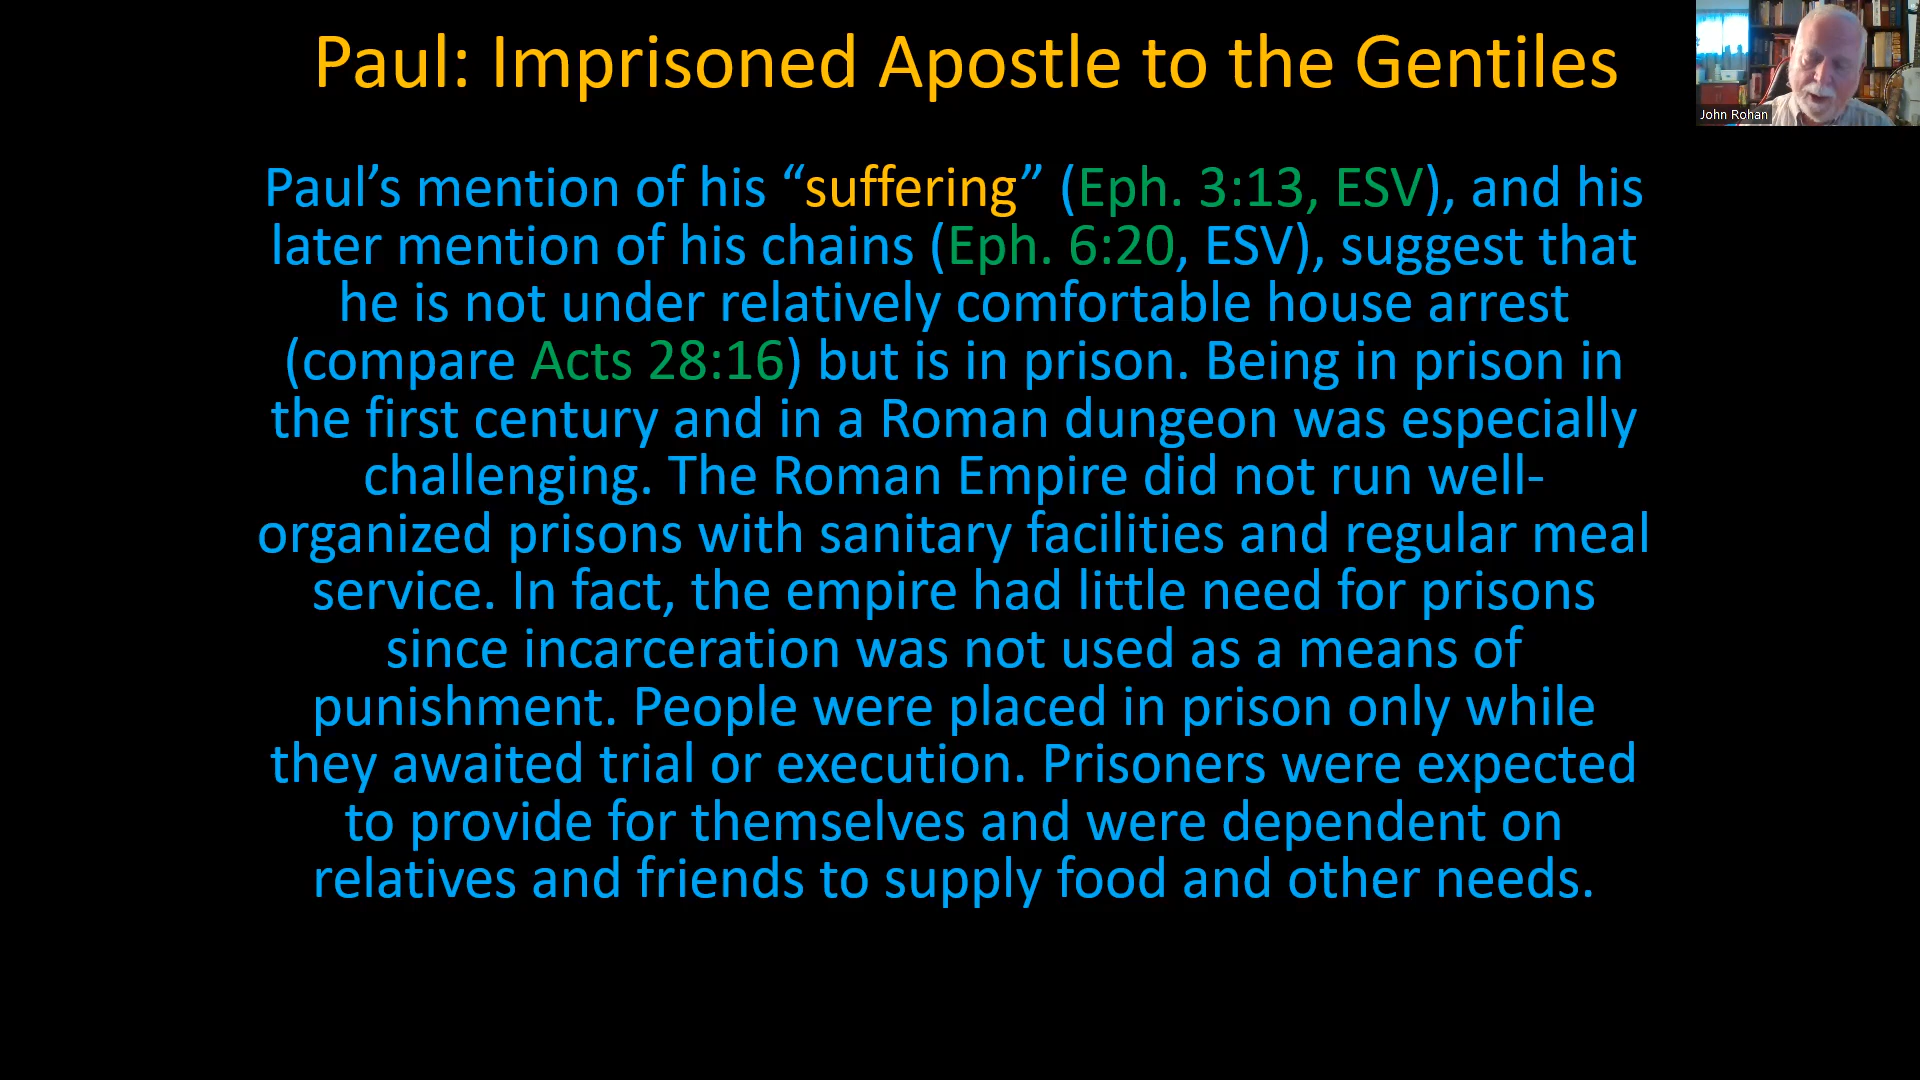 Paul: Imprisoned Apostle to the Gentiles
John Rohan
Paul’s mention of his “suffering” (Eph. 3:13, ESV), and his
later mention of his chains (Eph. 6:20, ESV), suggest that
he is not under relatively comfortable house arrest
(compare Acts 28:16) but is in prison. Being in prison in
the first century and in a Roman dungeon was especially
challenging. The Roman Empire did not run well-
organized prisons with sanitary facilities and regular meal
service. In fact, the empire had little need for prisons
since incarceration was not used as a means of
punishment. People were placed in prison only while
they awaited trial or execution. Prisoners were expected
to provide for themselves and were dependent on
relatives and friends to supply food and other needs.